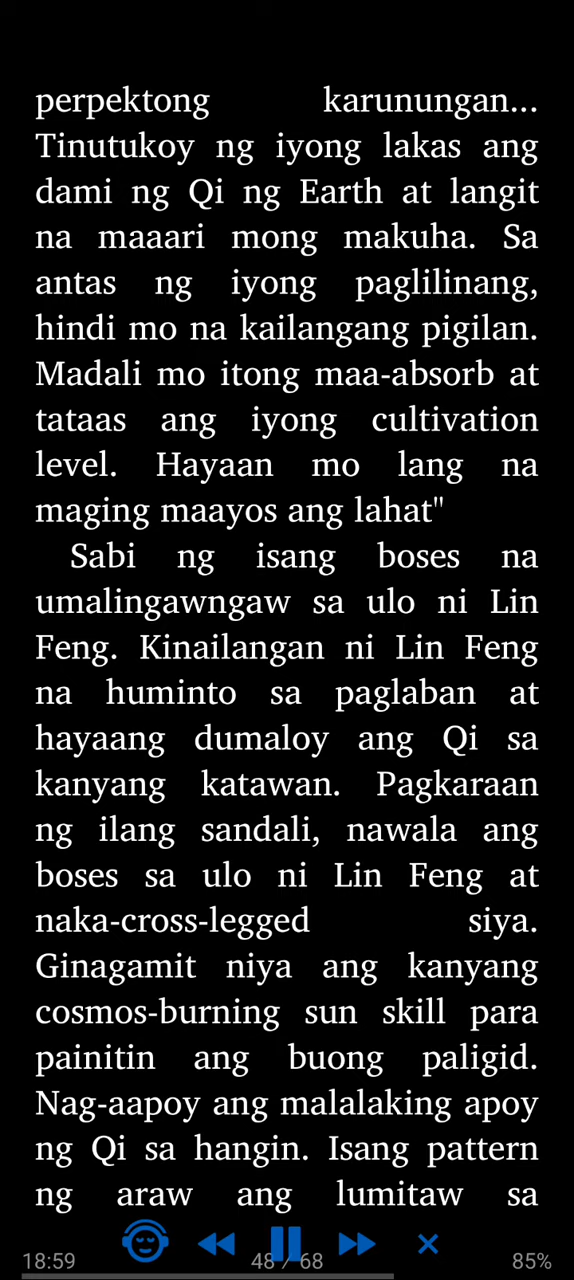 perpektong karunungan...
Tinutukoy ng iyong lakas ang
dami ng Qi ng Earth at langit
na maaari mong makuha. Sa
antas ng iyong paglilinang,
hindi mo na kailangang pigilan.
Madali mo itong maa-absorb at
tataas ang iyong cultivation
level. Hayaan mo lang na
maging maayos ang lahat"
Sabi ng isang boses na
umalingawngaw sa ulo ni Lin
Feng. Kinailangan ni Lin Feng
na huminto sa paglaban at
hayaang dumaloy ang Qi sa
kanyang katawan. Pagkaraan
ng ilang sandali, nawala ang
boses sa ulo ni Lin Feng at
naka-cross-legged siya.
Ginagamit niya ang kanyang
cosmos-burning sun skill para
painitin ang buong paligid.
Nag-aapoy ang malalaking apoy
ng Qi sa hangin. Isang pattern
ng araw ang lumitaw sa
18:59 48 / 68 85%